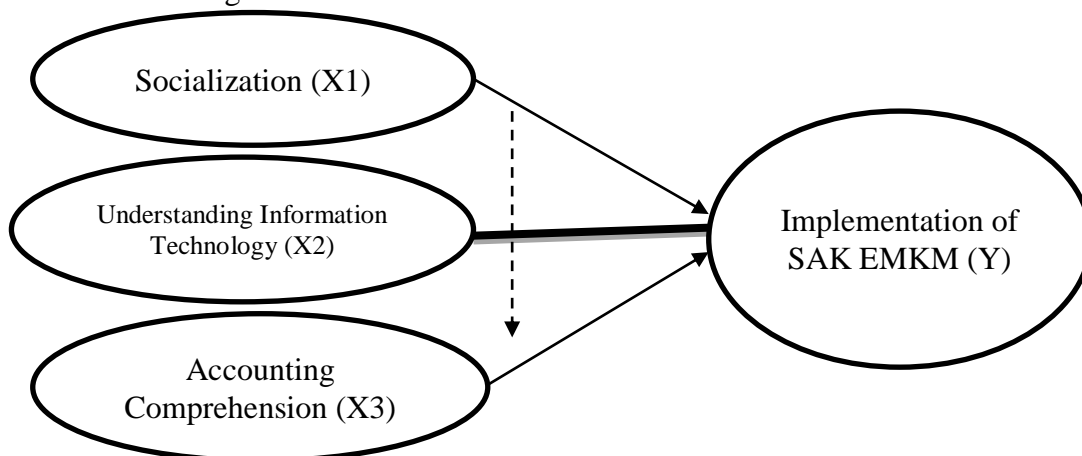 Socialization (X1)
Understanding Information
Technology (X2)
Accounting
Comprehension (X3)
Implementation of
SAK EMKM (Y)